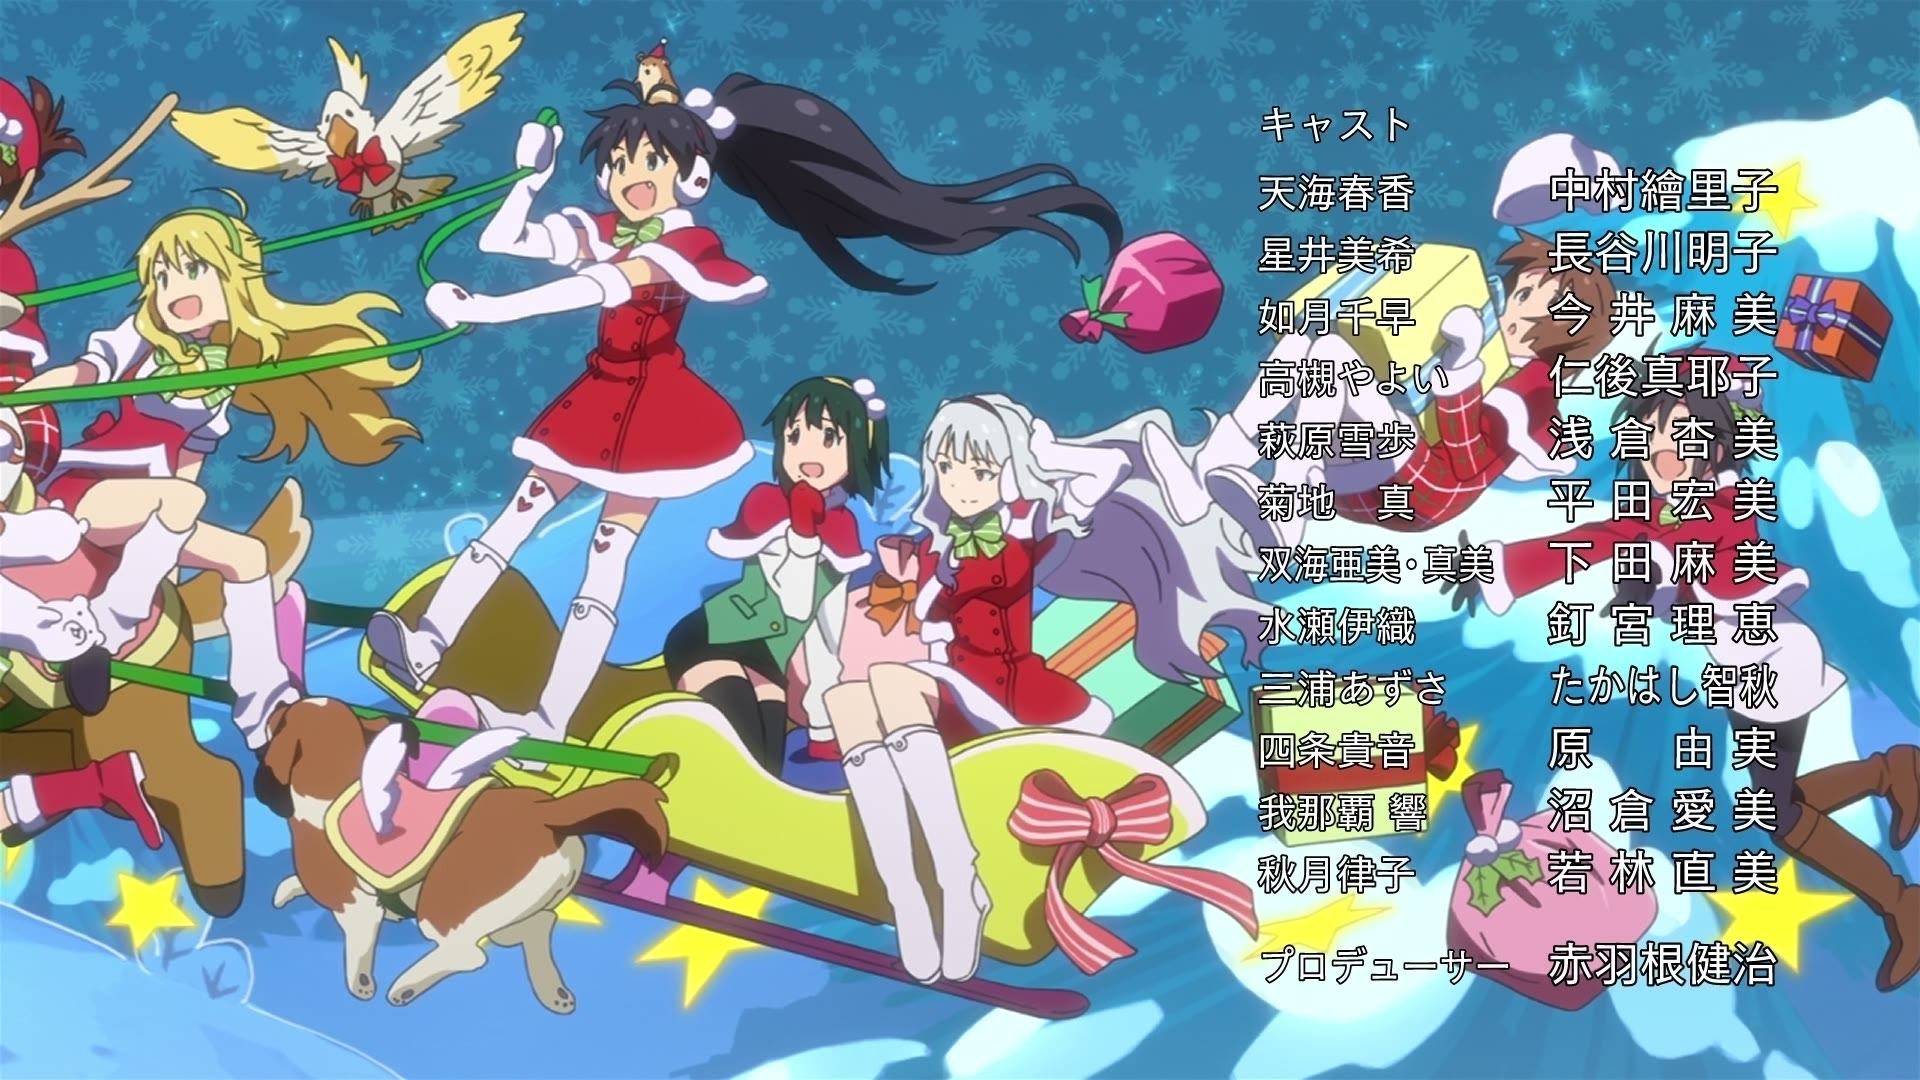 キャスト
天海春香 中村繪里子
星井美希 長谷川明子
如月千早 今井麻美
高槻やよい 仁後真耶子
萩原雪歩 浅倉杏美
菊地 真 平田宏美
双海亜美・真美 下田麻美
水瀬伊織 釘宮理恵
三浦あずさ たかはし智秋
四条貴音 原由実
我那覇 響 沼倉愛美
秋月律子 若林直美
プロデューサー 赤羽根健治